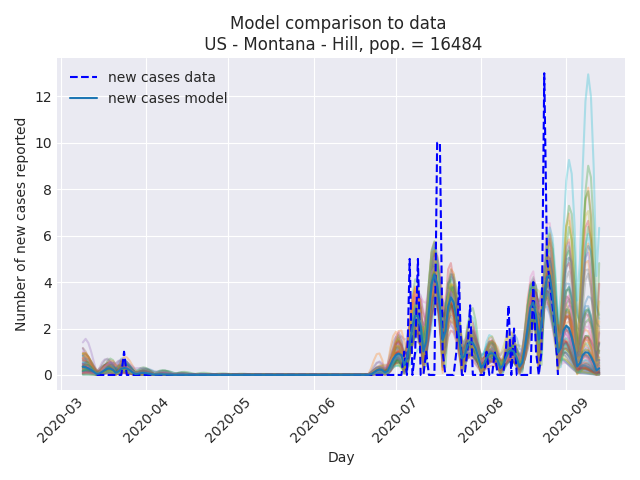 Model comparison to data
US - Montana - Hill, pop. = 16484
new cases data
new cases model
Number of new cases reported
12
10
8
6
4
2
0
2020-03
2020-04
2020-05
2020-06
2020-07
2020-08
2020-09
Day